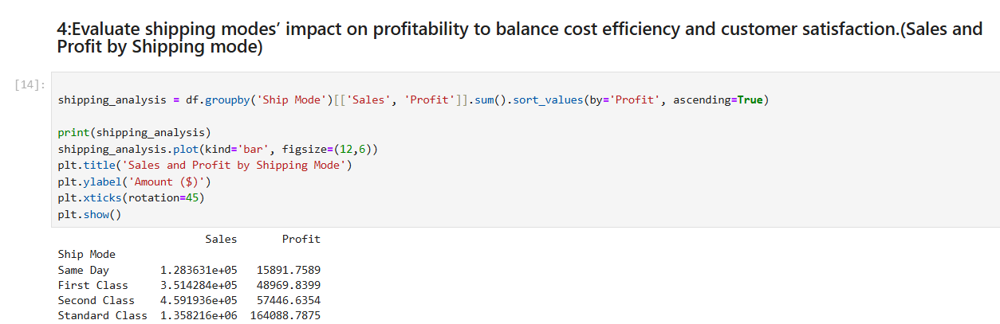 4:Evaluate shipping modes’ impact on profitability to balance cost efficiency and customer satisfaction.(Sales and
Profit by Shipping mode)
[14]:
shipping_analysis = df.groupby('Ship Mode')[['Sales', 'Profit']].sum().sort_values(by='Profit', ascending=True)
print(shipping_analysis)
shipping_analysis.plot(kind='bar', figsize=(12,6))
plt.title('Sales and Profit by Shipping Mode')
plt.ylabel('Amount ($)')
plt.xticks(rotation=45)
plt.show()
Sales Profit
Ship Mode
Same Day 1.283631e+05 15891.7589
First Class 3.514284e+05 48969.8399
Second Class 4.591936e+05 57446.6354
Standard Class 1.358216e+06 164088.7875